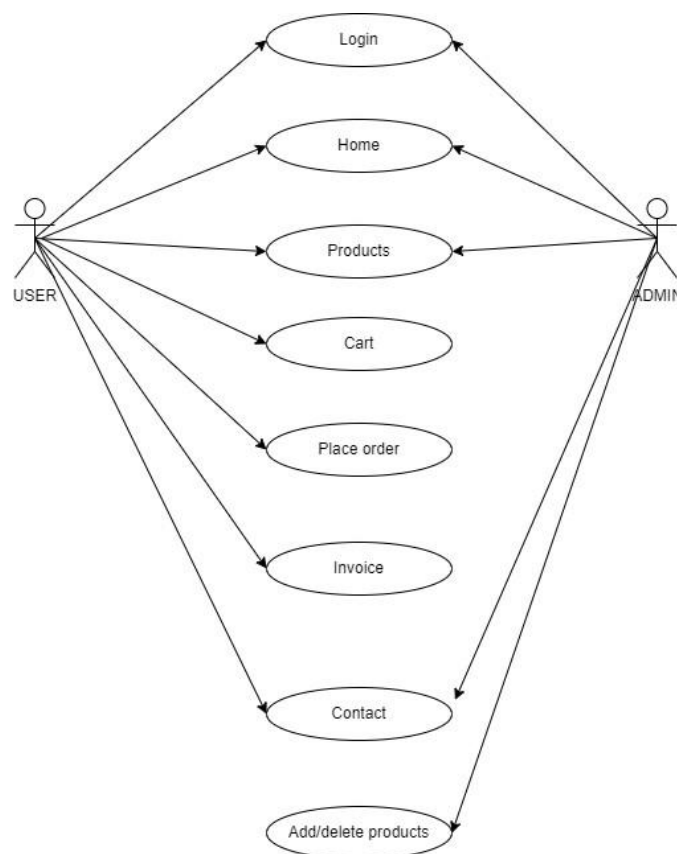 Login
Home
Products
USER
ADMIN
Cart
Place order
Invoice
Contact
Add/delete products